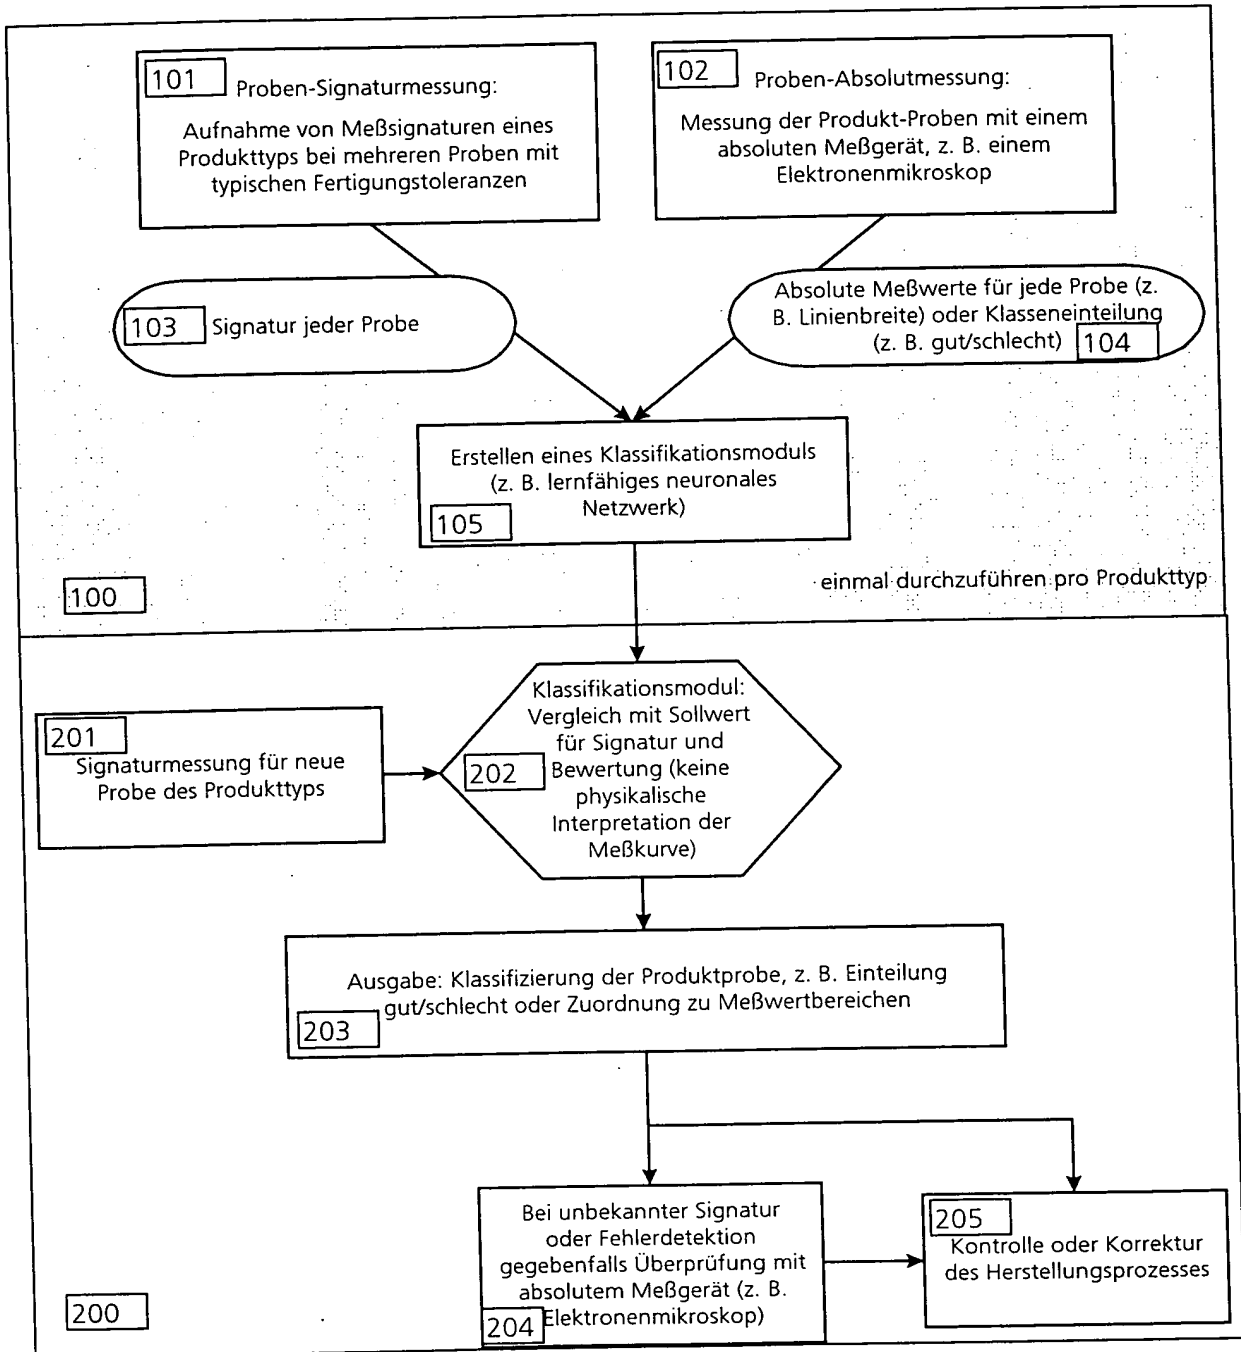 101
Proben-Signaturmessung:
Aufnahme von Meßsignaturen eines
Produkttyps bei mehreren Proben mit
typischen Fertigungstoleranzen
102
Proben-Absolutmessung:
Messung der Produkt-Proben mit einem
absoluten Meßgerät, z. B. einem
Elektronenmikroskop
103 Signatur jeder Probe
Absolute Meßwerte für jede Probe (z.
B. Linienbreite) oder Klasseneinteilung
(z. B. gut/schlecht) 104
Erstellen eines Klassifikationsmoduls
(z. B. lernfähiges neuronales
Netzwerk)
105
100
einmal durchzuführen pro Produkttyp
201
Signaturmessung für neue
Probe des Produkttyps
Klassifikationsmodul:
Vergleich mit Sollwert
für Signatur und
Bewertung (keine
physikalische
Interpretation der
Meßkurve)
202
Ausgabe: Klassifizierung der Produktprobe, z. B. Einteilung
gut/schlecht oder Zuordnung zu Meßwertbereichen
203
Bei unbekannter Signatur
oder Fehlerdetektion
gegebenfalls Überprüfung mit
absolutem Meßgerät (z. B.
Elektronenmikroskop)
204
205
Kontrolle oder Korrektur
des Herstellungsprozesses
200